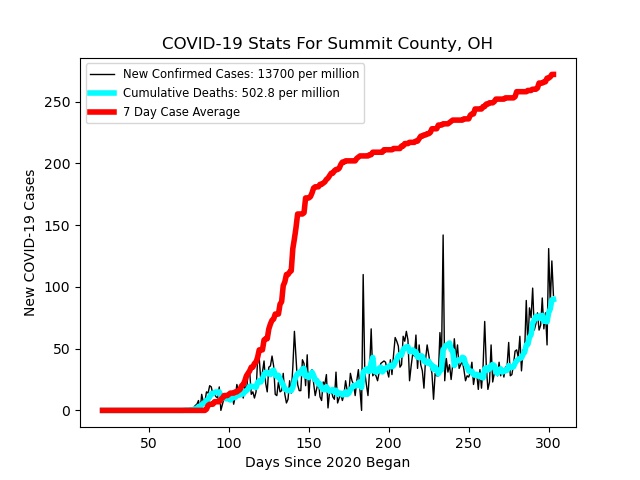 COVID-19 Stats For Summit County, OH
New Confirmed Cases: 13700 per million
Cumulative Deaths: 502.8 per million
7 Day Case Average
New COVID-19 Cases
250
200
150
100
50
0
50 100 150 200 250 300
Days Since 2020 Began